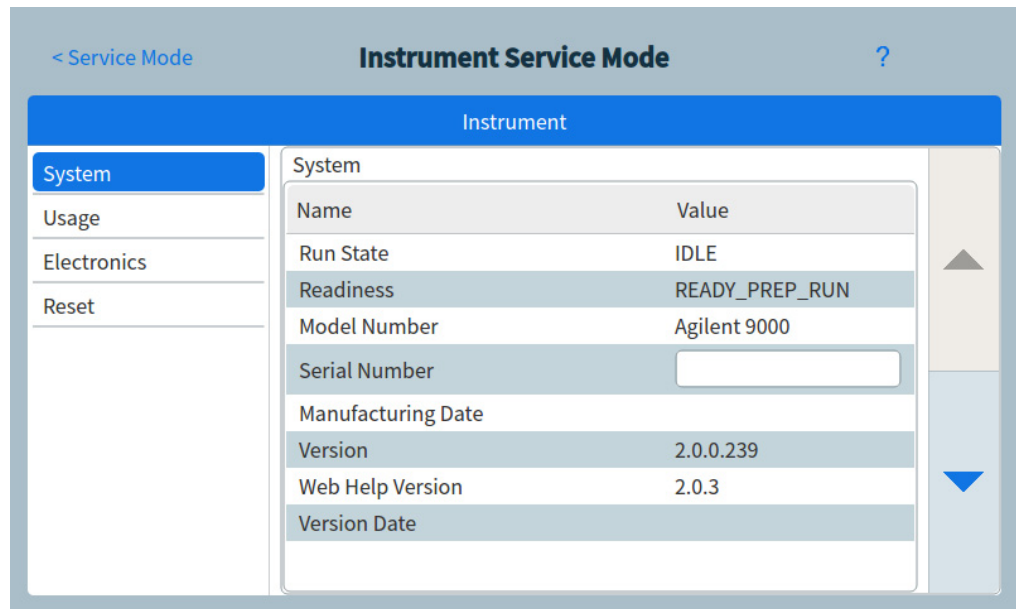 < Service Mode Instrument Service Mode ?
Instrument
System
Usage
Electronics
Reset
System
Name Value
Run State IDLE
Readiness READY_PREP_RUN
Model Number Agilent 9000
Serial Number
Manufacturing Date
Version 2.0.0.239
Web Help Version 2.0.3
Version Date